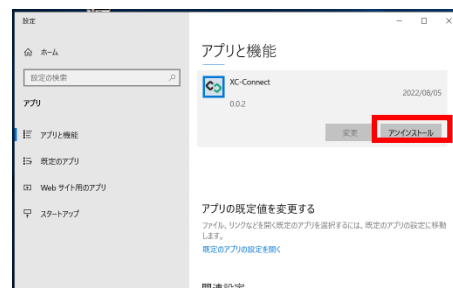 設定
ホーム
設定の検索
アプリ
アプリと機能
既定のアプリ
Web サイト用のアプリ
スタートアップ
アプリと機能
XC-Connect
2022/08/05
0.0.2
変更
アンインストール
アプリの既定値を変更する
ファイル、リンクなどを開く既定のアプリを選択するには、既定のアプリの設定に移動
します。
既定のアプリの設定を開く
関連設定